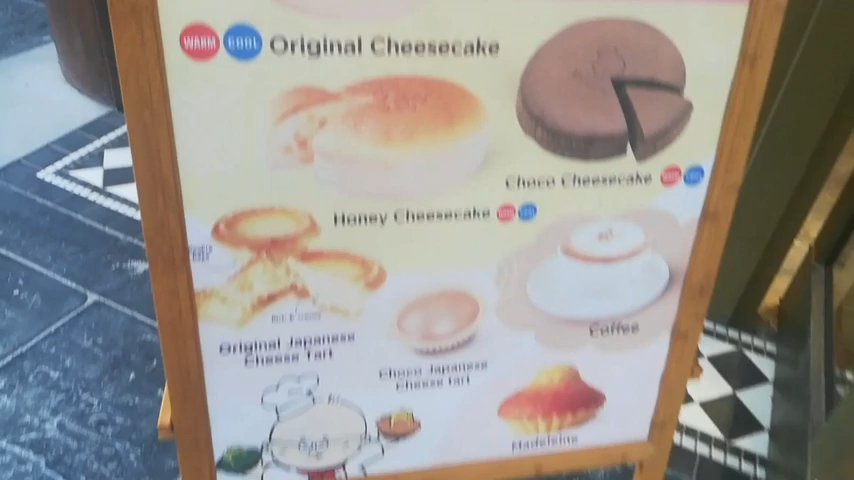 WARM COOL Original Cheesecake
Choco Cheesecake
Honey Cheesecake
Original Japanese
Cheese Tart
Coffee
Choco Japanese
Cheese tart
Madeleine